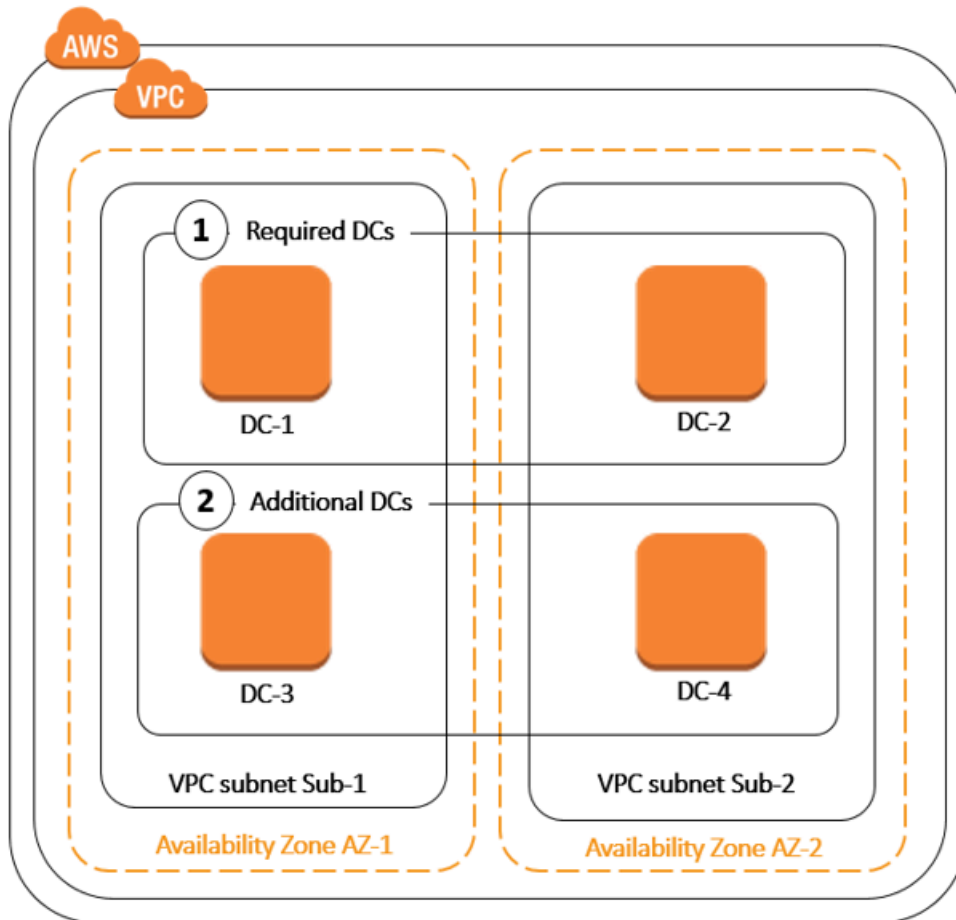 AWS
VPC
1 Required DCs
DC-1
DC-2
2 Additional DCs
DC-3
DC-4
VPC subnet Sub-1
VPC subnet Sub-2
Availability Zone AZ-1
Availability Zone AZ-2